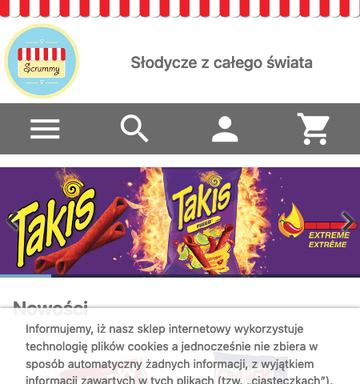 Scrummy
Słodycze z całego świata
Takis
Takis
FUEGO
EXTREME
EXTRÊME
Nowości
Informujemy, iż nasz sklep internetowy wykorzystuje
technologię plików cookies a jednocześnie nie zbiera w
sposób automatyczny żadnych informacji, z wyjątkiem
informacji zawartych w tych plikach (tzw. „ciasteczkach").